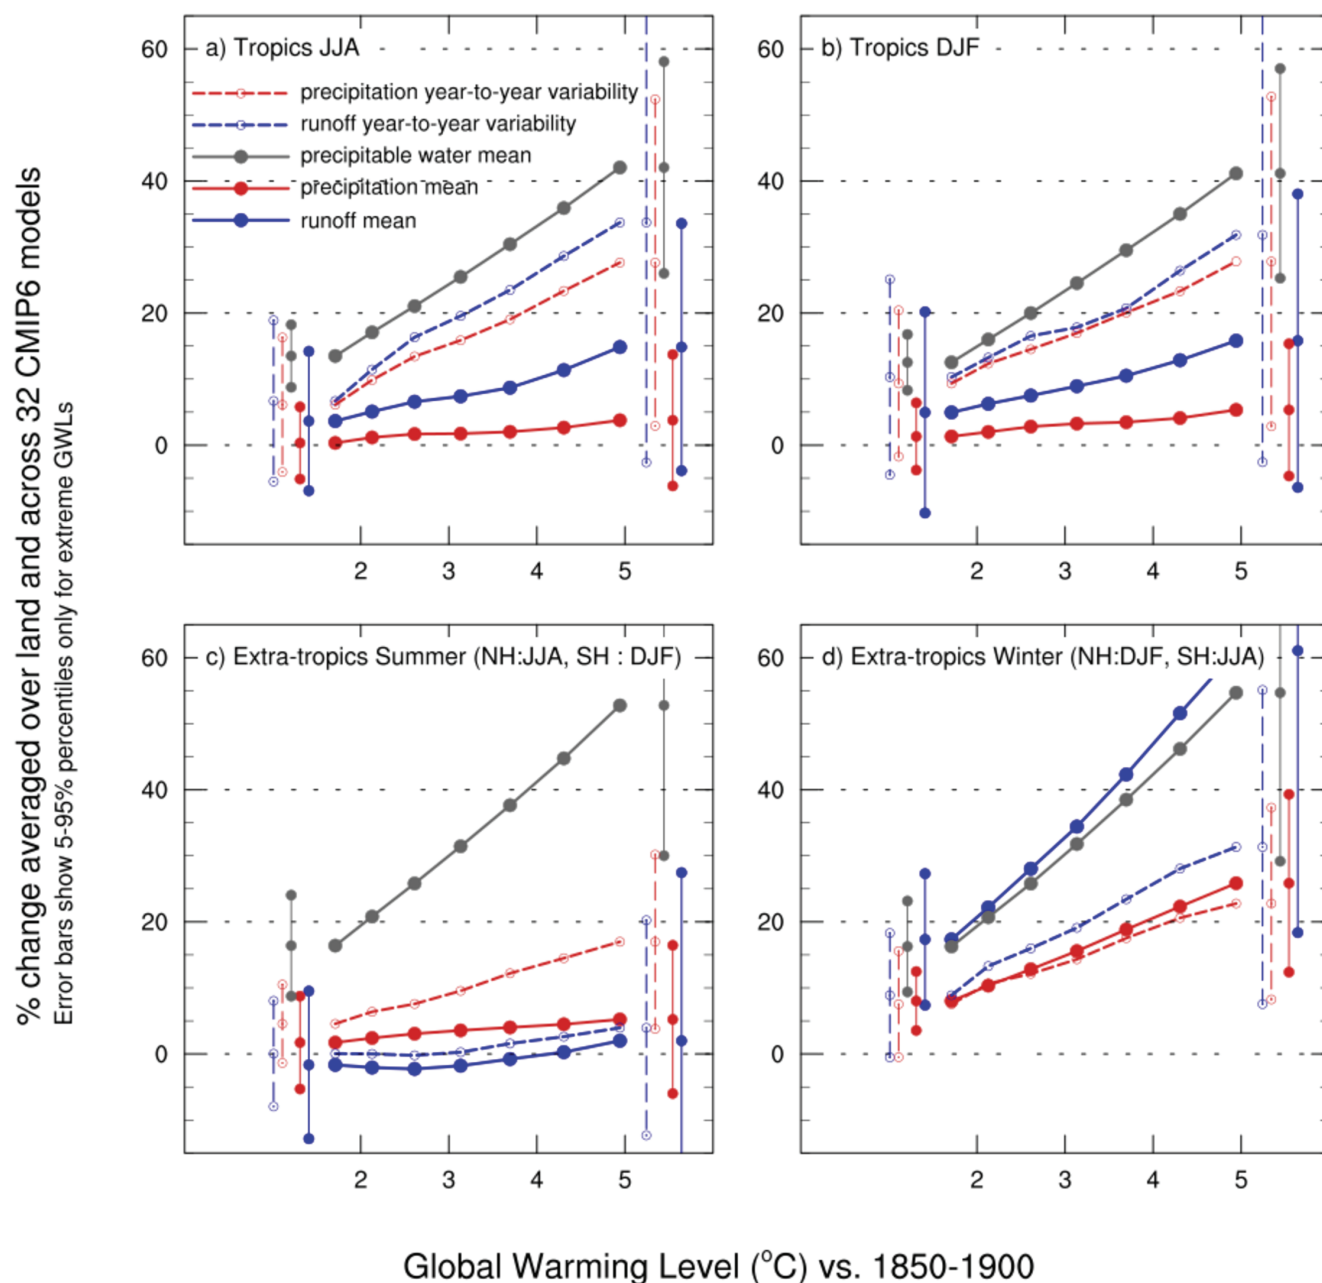 % change averaged over land and across 32 CMIP6 models
Error bars show 5-95% percentiles only for extreme GWLs
a) Tropics JJA
precipitation year-to-year variability
runoff year-to-year variability
precipitable water mean
precipitation mean
runoff mean
60
40
20
0
2 3 4 5
b) Tropics DJF
60
40
20
0
2 3 4 5
c) Extra-tropics Summer (NH:JJA, SH : DJF)
60
40
20
0
2 3 4 5
d) Extra-tropics Winter (NH:DJF, SH:JJA)
60
40
20
0
2 3 4 5
Global Warming Level (°C) vs. 1850-1900